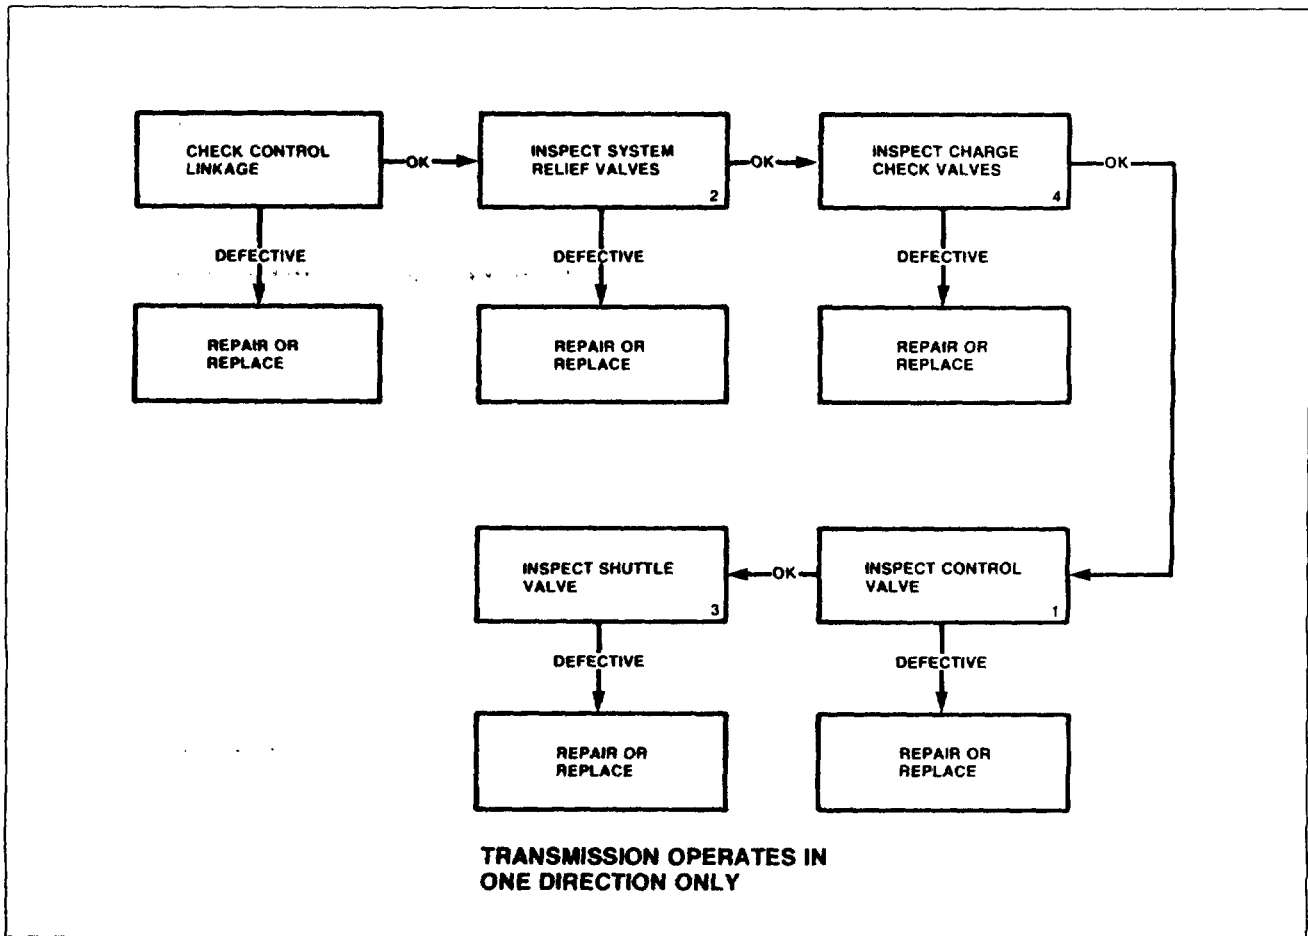 CHECK CONTROL
LINKAGE
OK
INSPECT SYSTEM
RELIEF VALVES
2
OK
INSPECT CHARGE
CHECK VALVES
4
OK
DEFECTIVE
DEFECTIVE
DEFECTIVE
REPAIR OR
REPLACE
REPAIR OR
REPLACE
REPAIR OR
REPLACE
INSPECT SHUTTLE
VALVE
3
OK
INSPECT CONTROL
VALVE
1
DEFECTIVE
DEFECTIVE
REPAIR OR
REPLACE
REPAIR OR
REPLACE
TRANSMISSION OPERATES IN
ONE DIRECTION ONLY